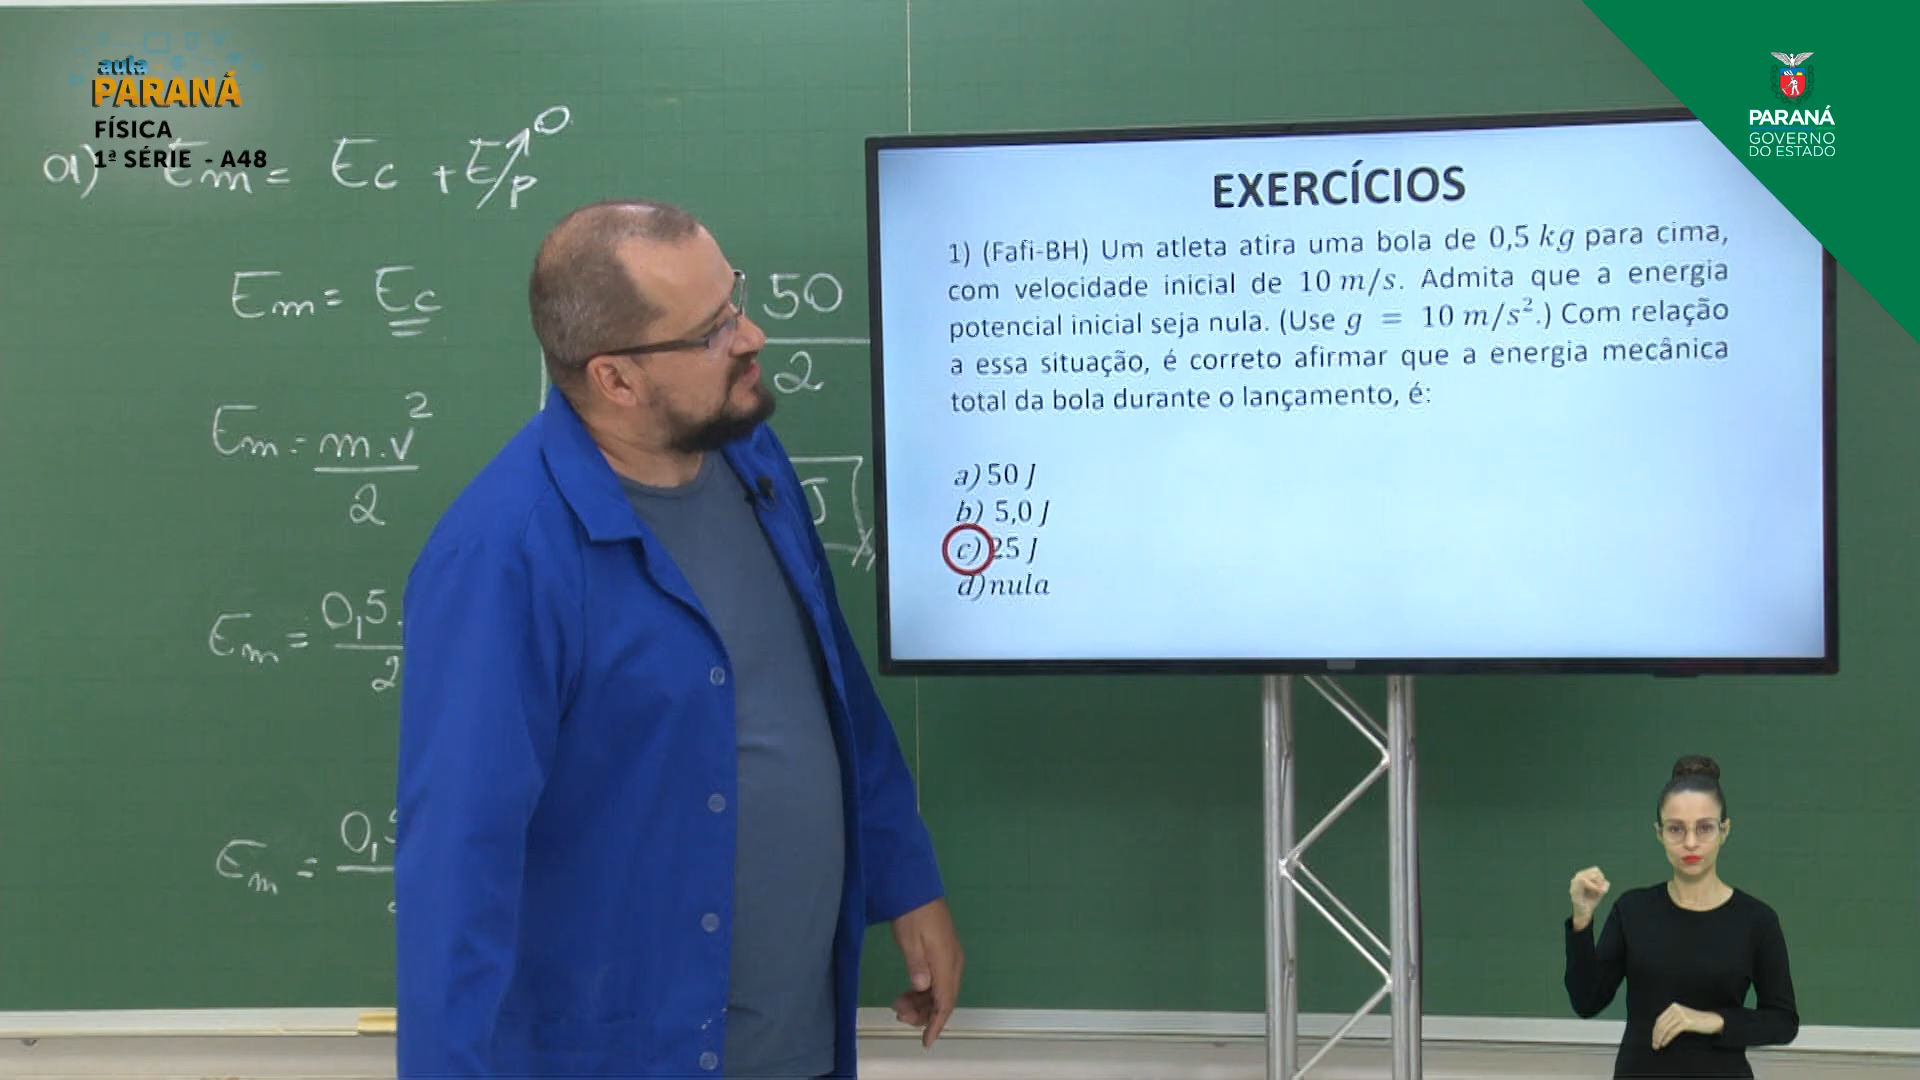 aula
PARANÁ
FÍSICA
1ª SÉRIE - A48
01) Em = Ec + Ep 0
Em = Ec
Em = m.v²
2
Em = 0,5.
2
Em = 0,5
50
2
J
EXERCÍCIOS
1) (Fafi-BH) Um atleta atira uma bola de 0,5 kg para cima,
com velocidade inicial de 10 m/s. Admita que a energia
potencial inicial seja nula. (Use g = 10 m/s².) Com relação
a essa situação, é correto afirmar que a energia mecânica
total da bola durante o lançamento, é:
a) 50 J
b) 5,0 J
c) 25 J
d) nula
PARANÁ
GOVERNO
DO ESTADO